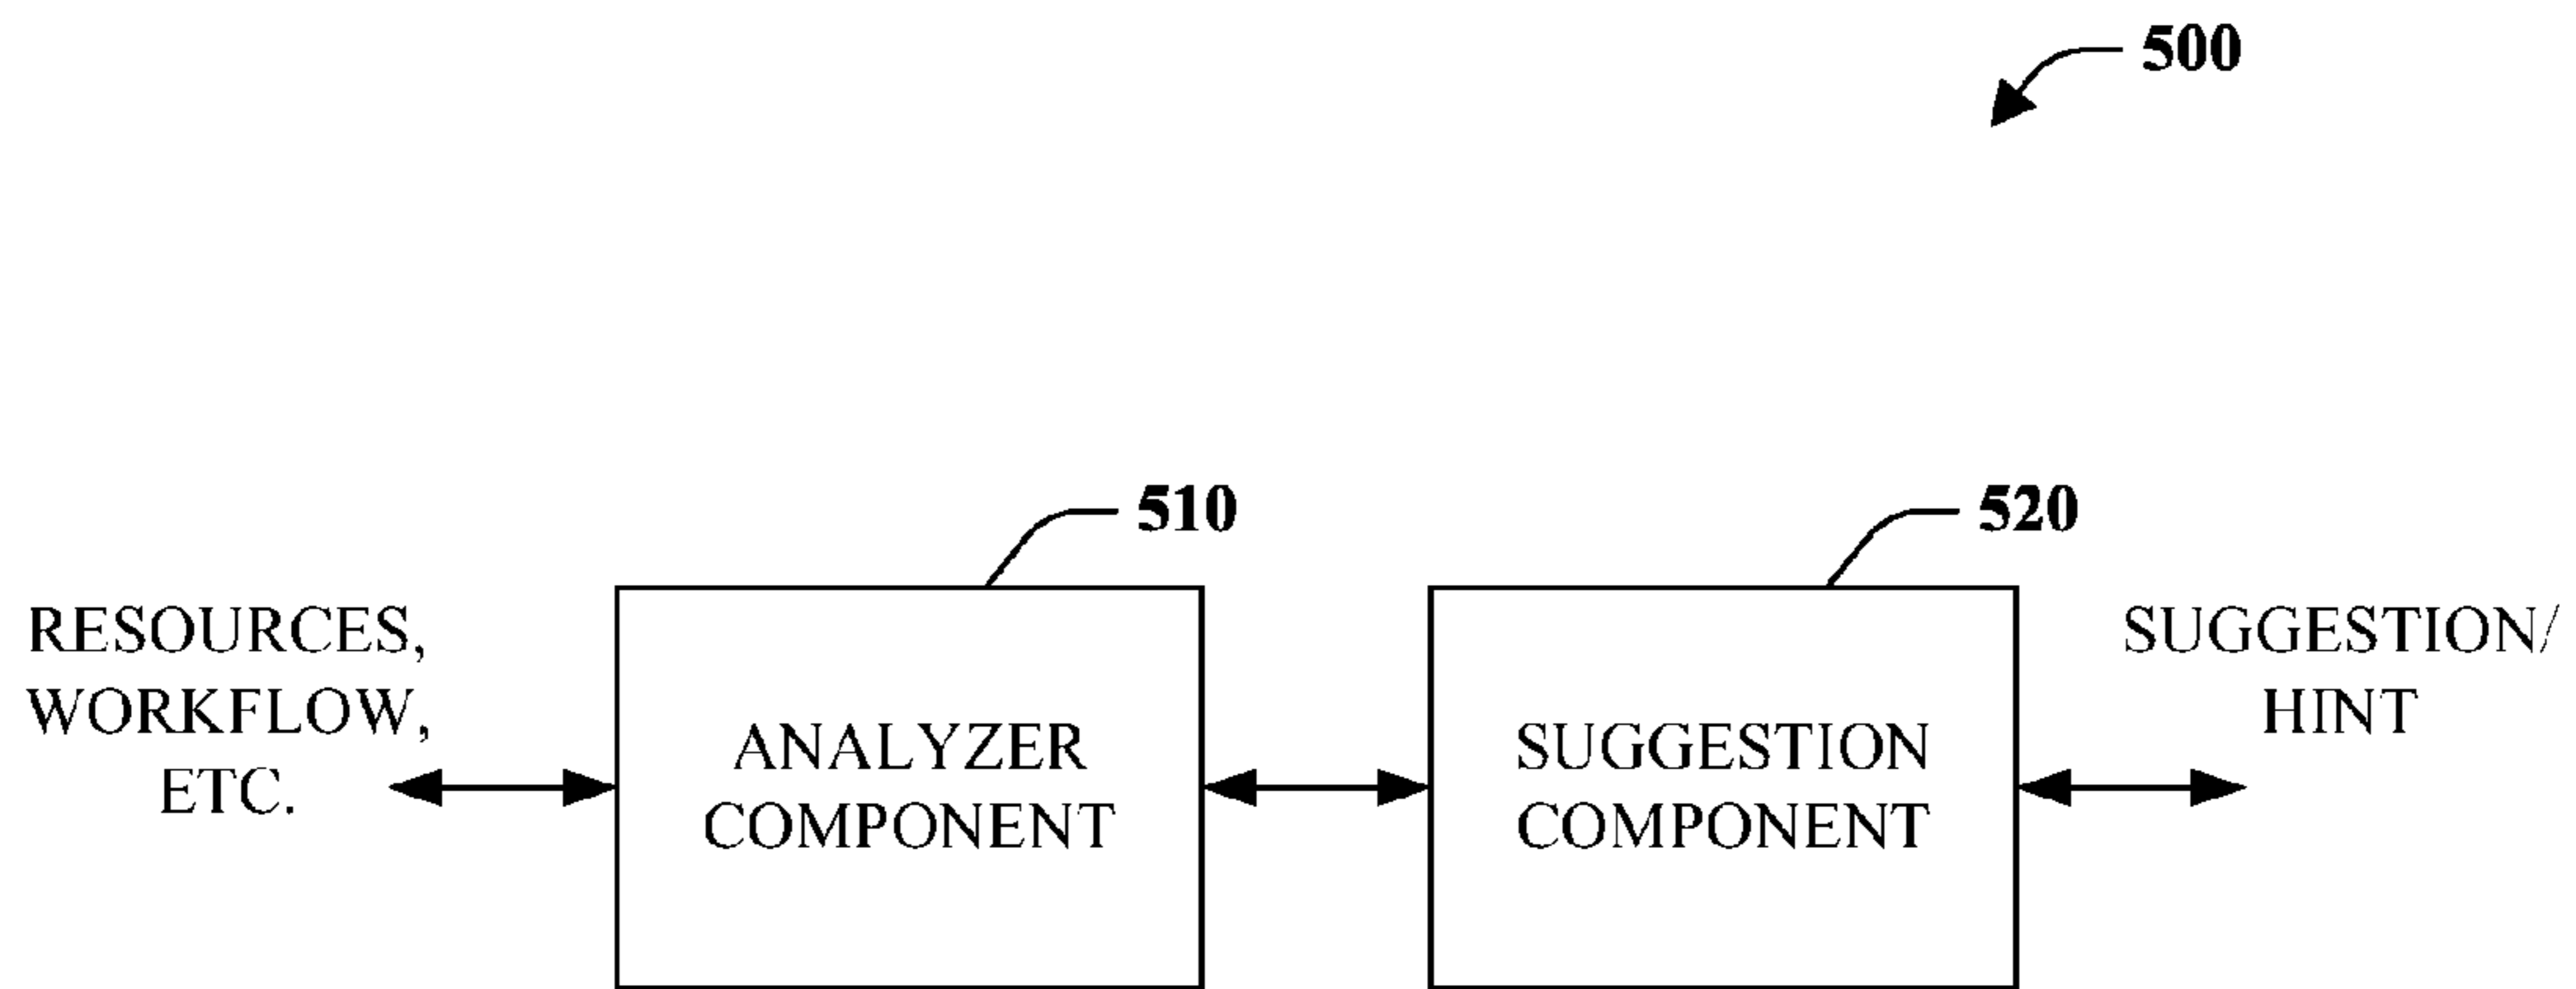 500
510
520
RESOURCES,
WORKFLOW,
ETC.
ANALYZER
COMPONENT
SUGGESTION
COMPONENT
SUGGESTION/
HINT